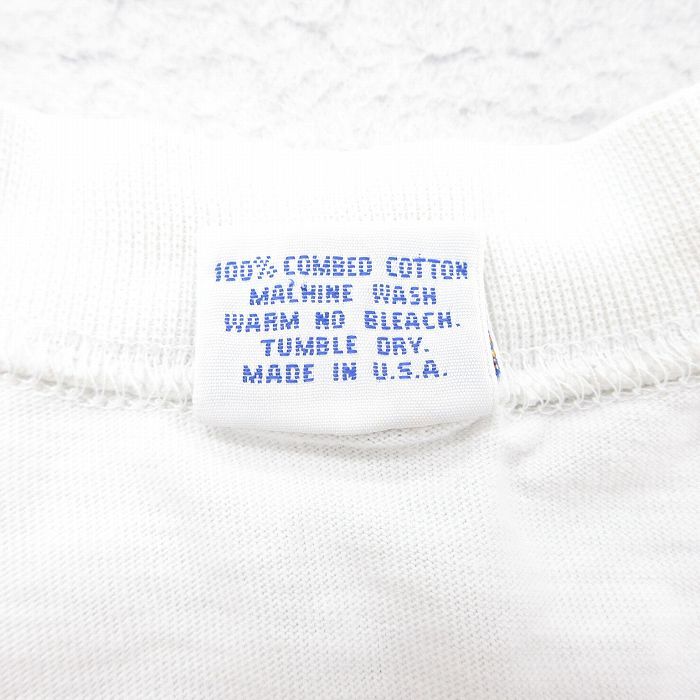 100% COMBED COTTON
MACHINE WASH
WARM NO BLEACH.
TUMBLE DRY.
MADE IN U.S.A.